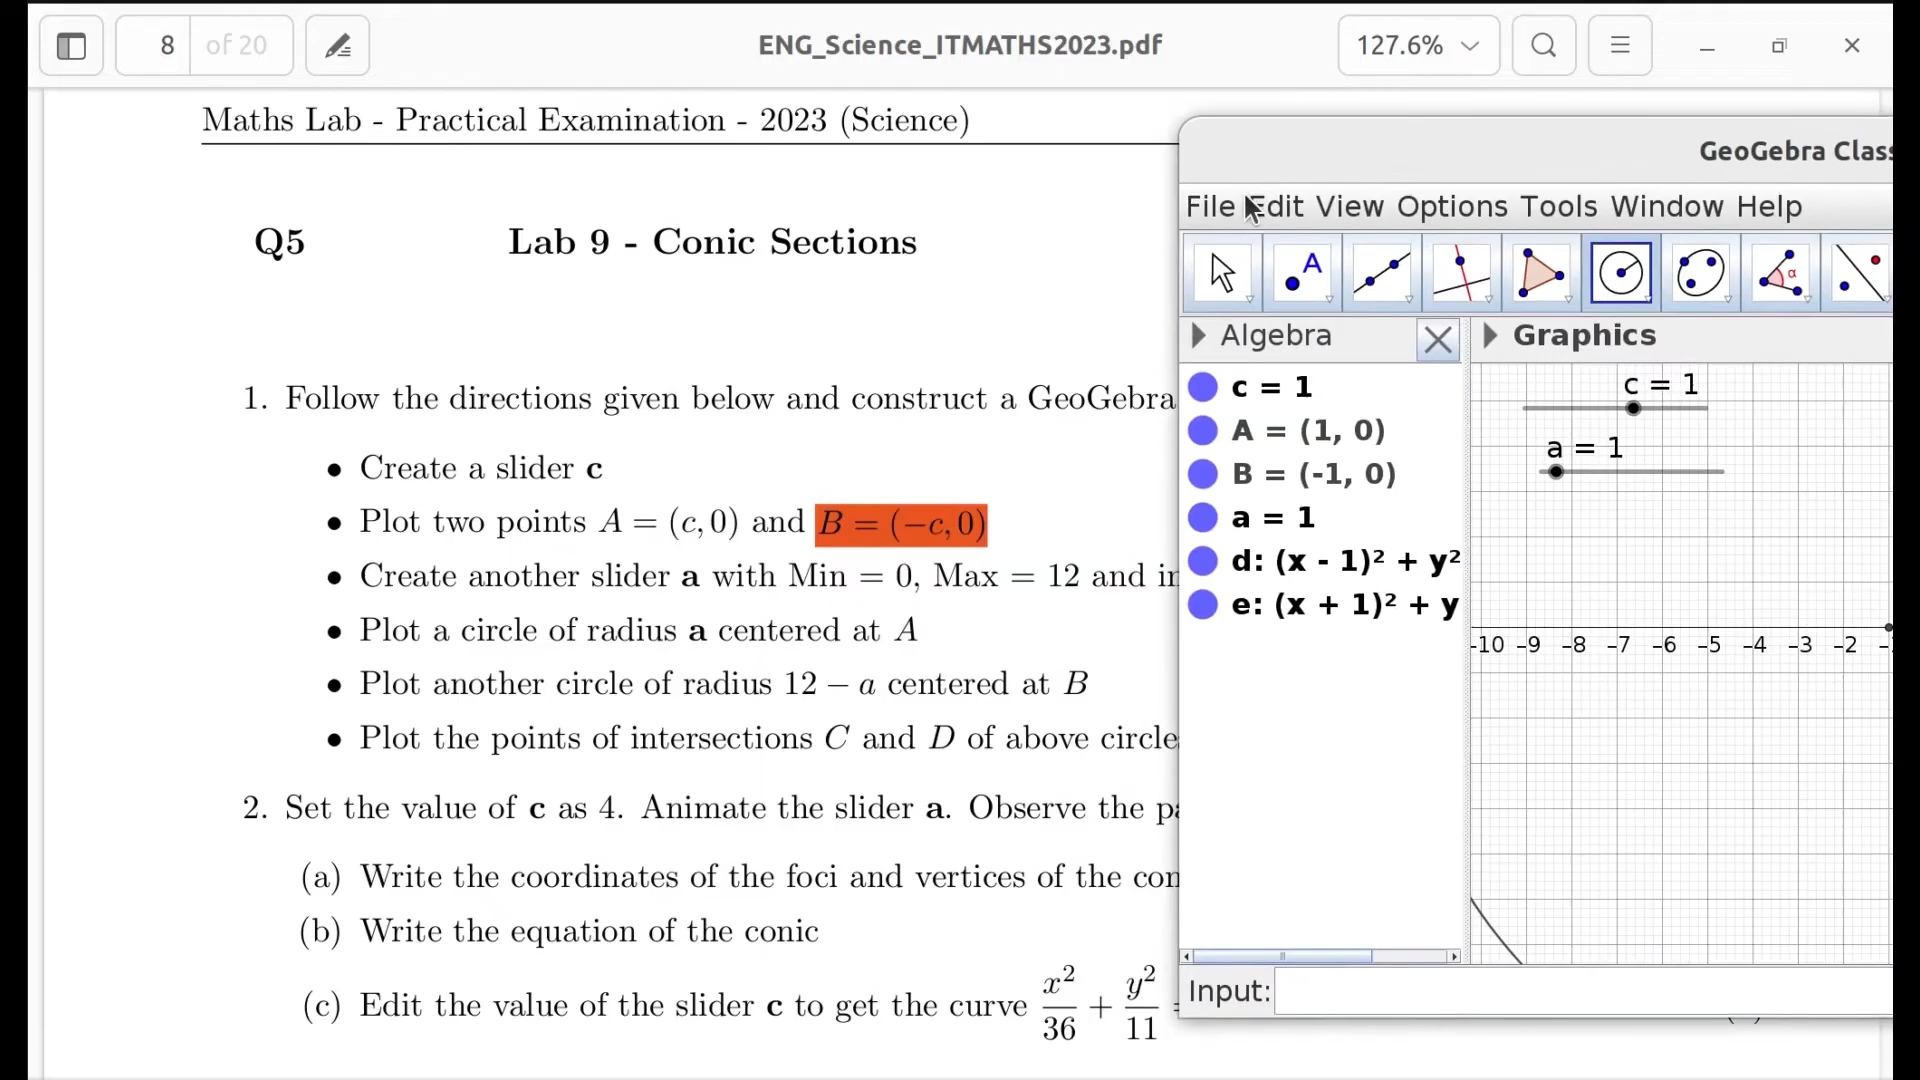 8 of 20
ENG_Science_ITMATHS2023.pdf
127.6%
Maths Lab - Practical Examination - 2023 (Science)
Q5 Lab 9 - Conic Sections
1. Follow the directions given below and construct a GeoGebra
• Create a slider c
• Plot two points A = (c, 0) and B = (−c, 0)
• Create another slider a with Min = 0, Max = 12 and
• Plot a circle of radius a centered at A
• Plot another circle of radius 12 − a centered at B
• Plot the points of intersections C and D of above circle
2. Set the value of c as 4. Animate the slider a. Observe the
(a) Write the coordinates of the foci and vertices of the
(b) Write the equation of the conic
(c) Edit the value of the slider c to get the curve x²/36 + y²/11
GeoGebra Clas
File Edit View Options Tools Window Help
A
α
Algebra
Graphics
c = 1
A = (1, 0)
B = (-1, 0)
a = 1
d: (x - 1)² + y²
e: (x + 1)² + y
c = 1
a = 1
-10 -9 -8 -7 -6 -5 -4 -3 -2
Input: